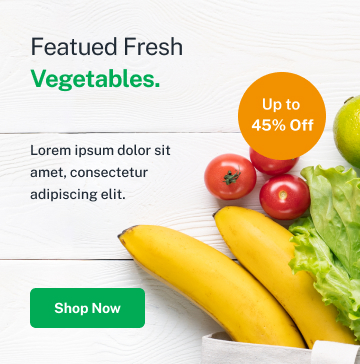 Featued Fresh
Vegetables.
Up to
45% Off
Lorem ipsum dolor sit
amet, consectetur
adipiscing elit.
Shop Now